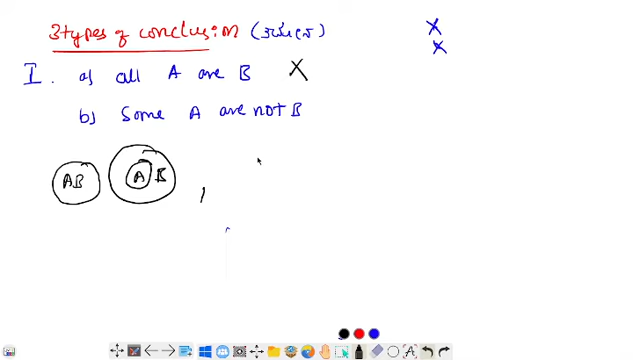 3types of conclusion
I. a) all A are B X
b) Some A are not B
AB A B ,